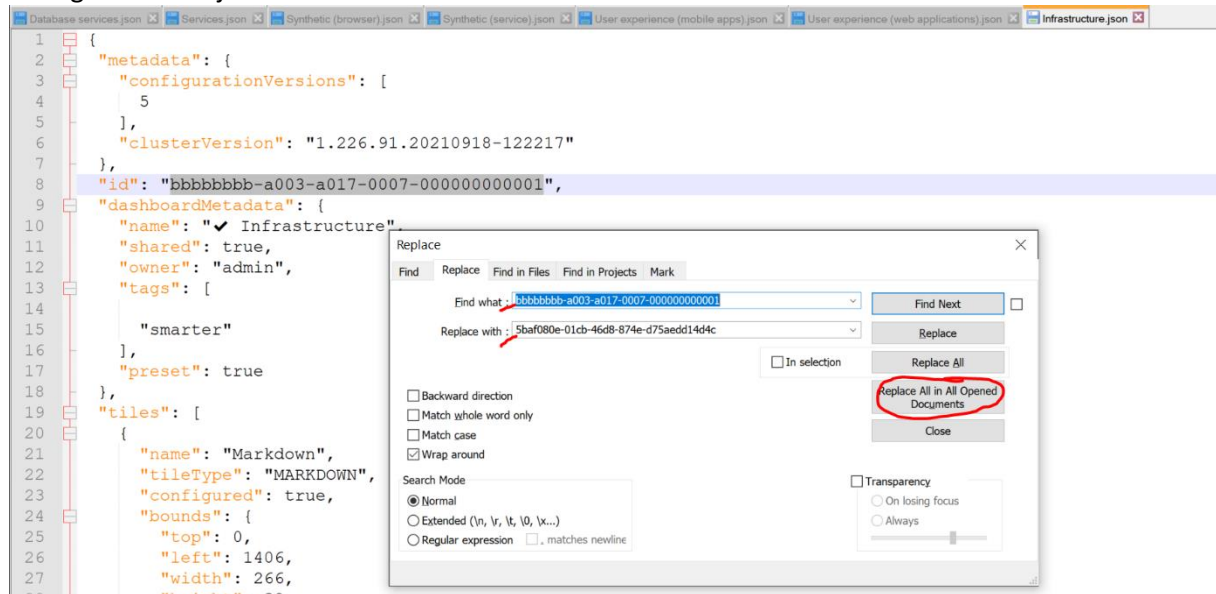 Database services.json Services.json Synthetic (browser).json Synthetic (service).json User experience (mobile apps).json User experience (web applications).json Infrastructure.json
1 {
2 "metadata": {
3 "configurationVersions": [
4 5
5 ],
6 "clusterVersion": "1.226.91.20210918-122217"
7 },
8 "id": "bbbbbbbb-a003-a017-0007-000000000001",
9 "dashboardMetadata": {
10 "name": "✔ Infrastructure",
11 "shared": true,
12 "owner": "admin",
13 "tags": [
14
15 "smarter"
16 ],
17 "preset": true
18 },
19 "tiles": [
20 {
21 "name": "Markdown",
22 "tileType": "MARKDOWN",
23 "configured": true,
24 "bounds": {
25 "top": 0,
26 "left": 1406,
27 "width": 266,
Replace
Find Replace Find in Files Find in Projects Mark
Find what : bbbbbbbb-a003-a017-0007-000000000001
Find Next
Replace with : 5baf080e-01cb-46d8-874e-d75aedd14d4c
Replace
In selection
Replace All
Replace All in All Opened
Documents
Close
Backward direction
Match whole word only
Match case
Wrap around
Search Mode
Normal
Extended (\n, \r, \t, \0, \x...)
Regular expression . matches newline
Transparency
On losing focus
Always